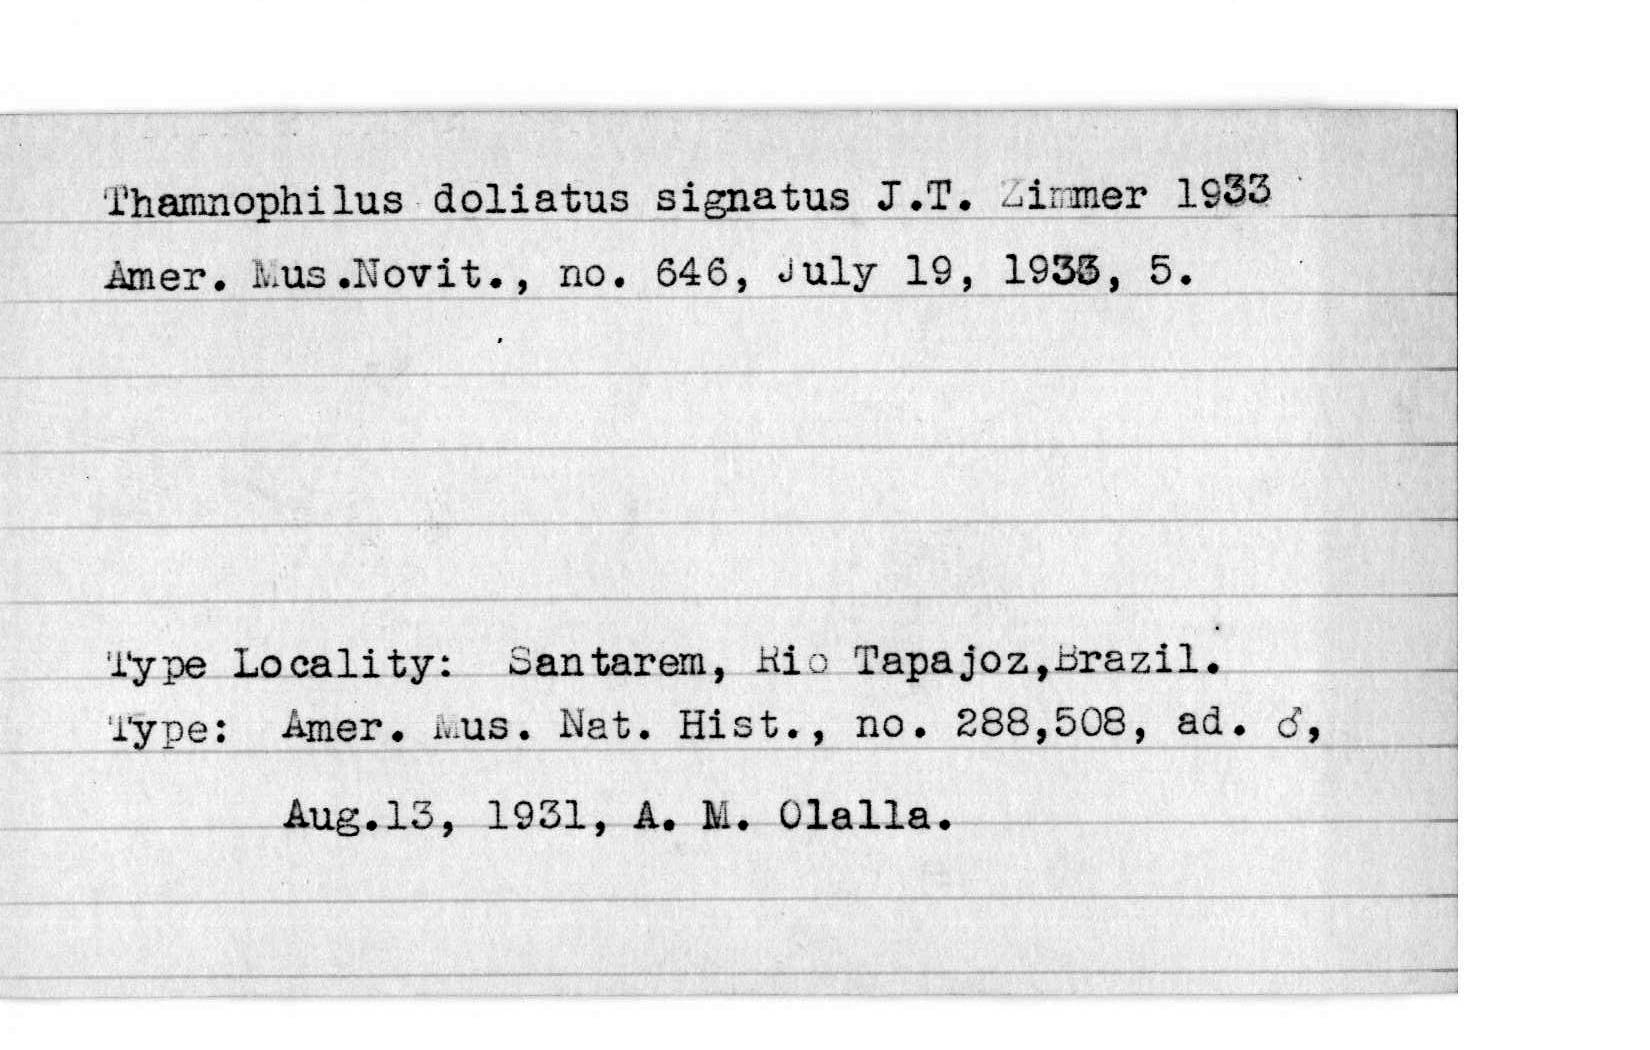 Thamnophilus doliatus signatus J.T. Zimmer 1933
Amer. Mus.Novit., no. 646, July 19, 1933, 5.
Type Locality: Santarem, Rio Tapajoz,Brazil.
Type: Amer. Mus. Nat. Hist., no. 288,508, ad. ♂,
Aug.13, 1931, A. M. Olalla.